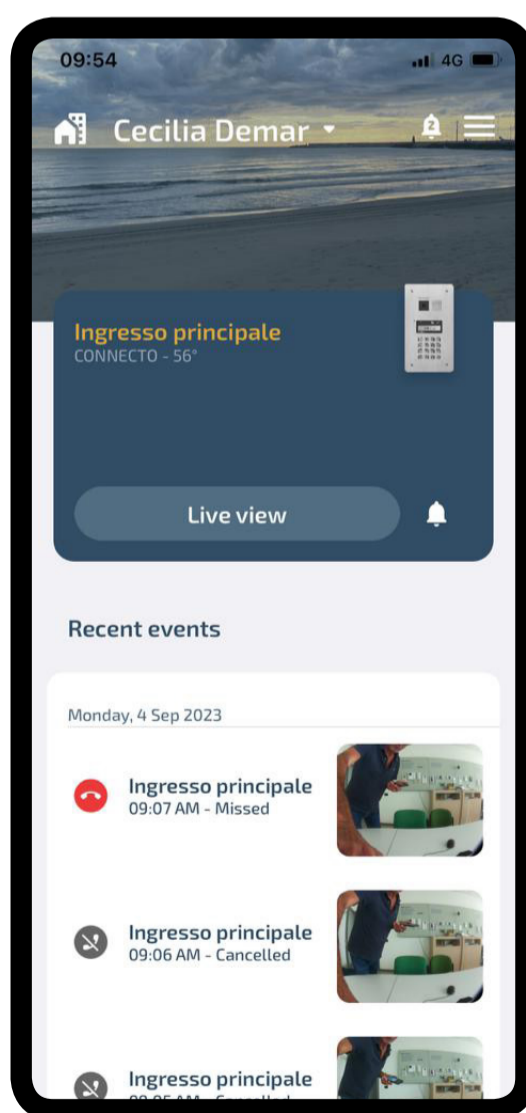 09:54
4G
Cecilia Demar
Ingresso principale
CONNECTO - 56°
Live view
Recent events
Monday, 4 Sep 2023
Ingresso principale
09:07 AM - Missed
Ingresso principale
09:06 AM - Cancelled
Ingresso principale